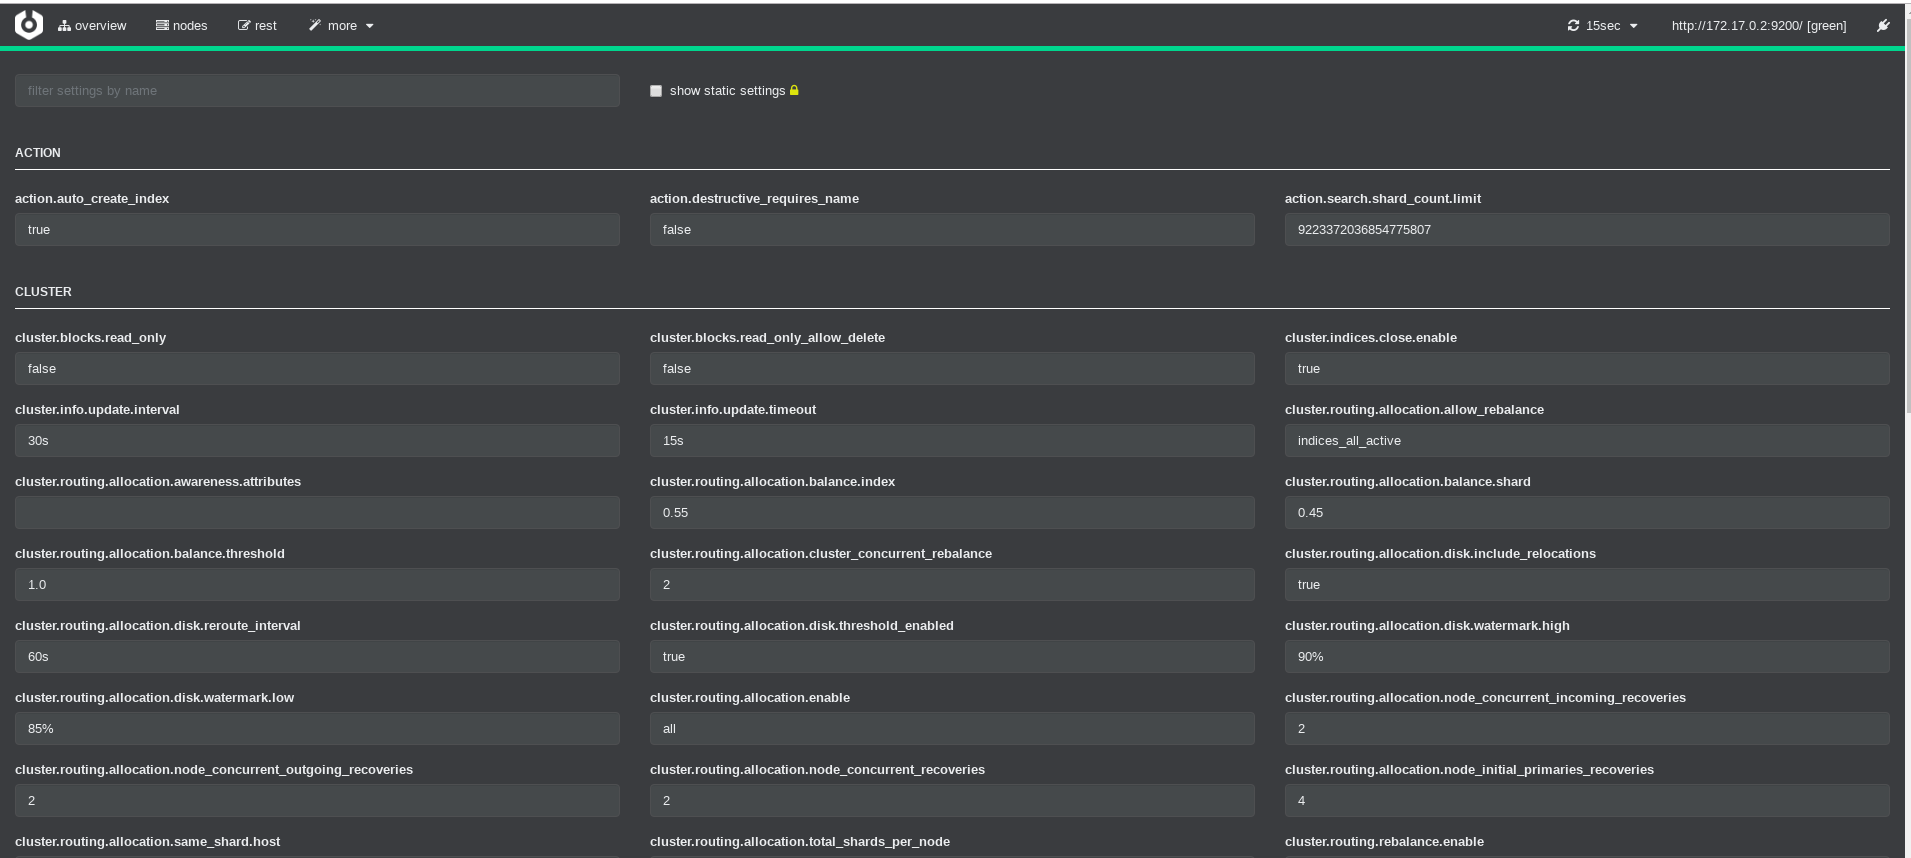 overview nodes rest more 15sec http://172.17.0.2:9200/ [green]
filter settings by name show static settings
ACTION
action.auto_create_index action.destructive_requires_name action.search.shard_count.limit
true false 9223372036854775807
CLUSTER
cluster.blocks.read_only cluster.blocks.read_only_allow_delete cluster.indices.close.enable
false false true
cluster.info.update.interval cluster.info.update.timeout cluster.routing.allocation.allow_rebalance
30s 15s indices_all_active
cluster.routing.allocation.awareness.attributes cluster.routing.allocation.balance.index cluster.routing.allocation.balance.shard
0.55 0.45
cluster.routing.allocation.balance.threshold cluster.routing.allocation.cluster_concurrent_rebalance cluster.routing.allocation.disk.include_relocations
1.0 2 true
cluster.routing.allocation.disk.reroute_interval cluster.routing.allocation.disk.threshold_enabled cluster.routing.allocation.disk.watermark.high
60s true 90%
cluster.routing.allocation.disk.watermark.low cluster.routing.allocation.enable cluster.routing.allocation.node_concurrent_incoming_recoveries
85% all 2
cluster.routing.allocation.node_concurrent_outgoing_recoveries cluster.routing.allocation.node_concurrent_recoveries cluster.routing.allocation.node_initial_primaries_recoveries
2 2 4
cluster.routing.allocation.same_shard.host cluster.routing.allocation.total_shards_per_node cluster.routing.rebalance.enable